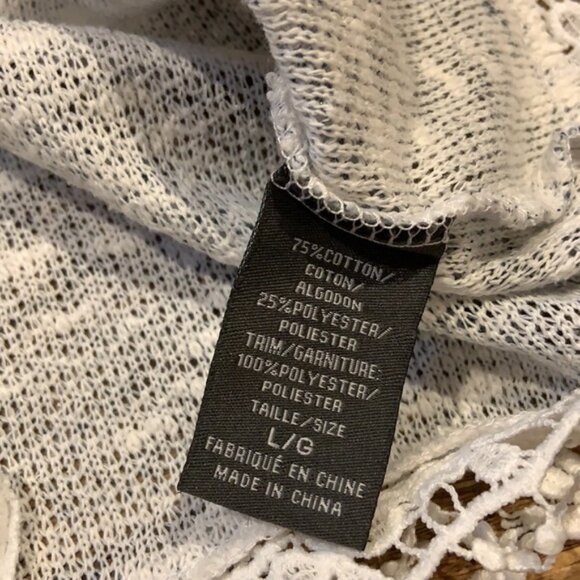 75%COTTON/
COTON/
ALGODON
25%POLYESTER/
POLIESTER
TRIM/GARNITURE:
100%POLYESTER/
POLIESTER
TAILLE/SIZE
L/G
FABRIQUÉ EN CHINE
MADE IN CHINA